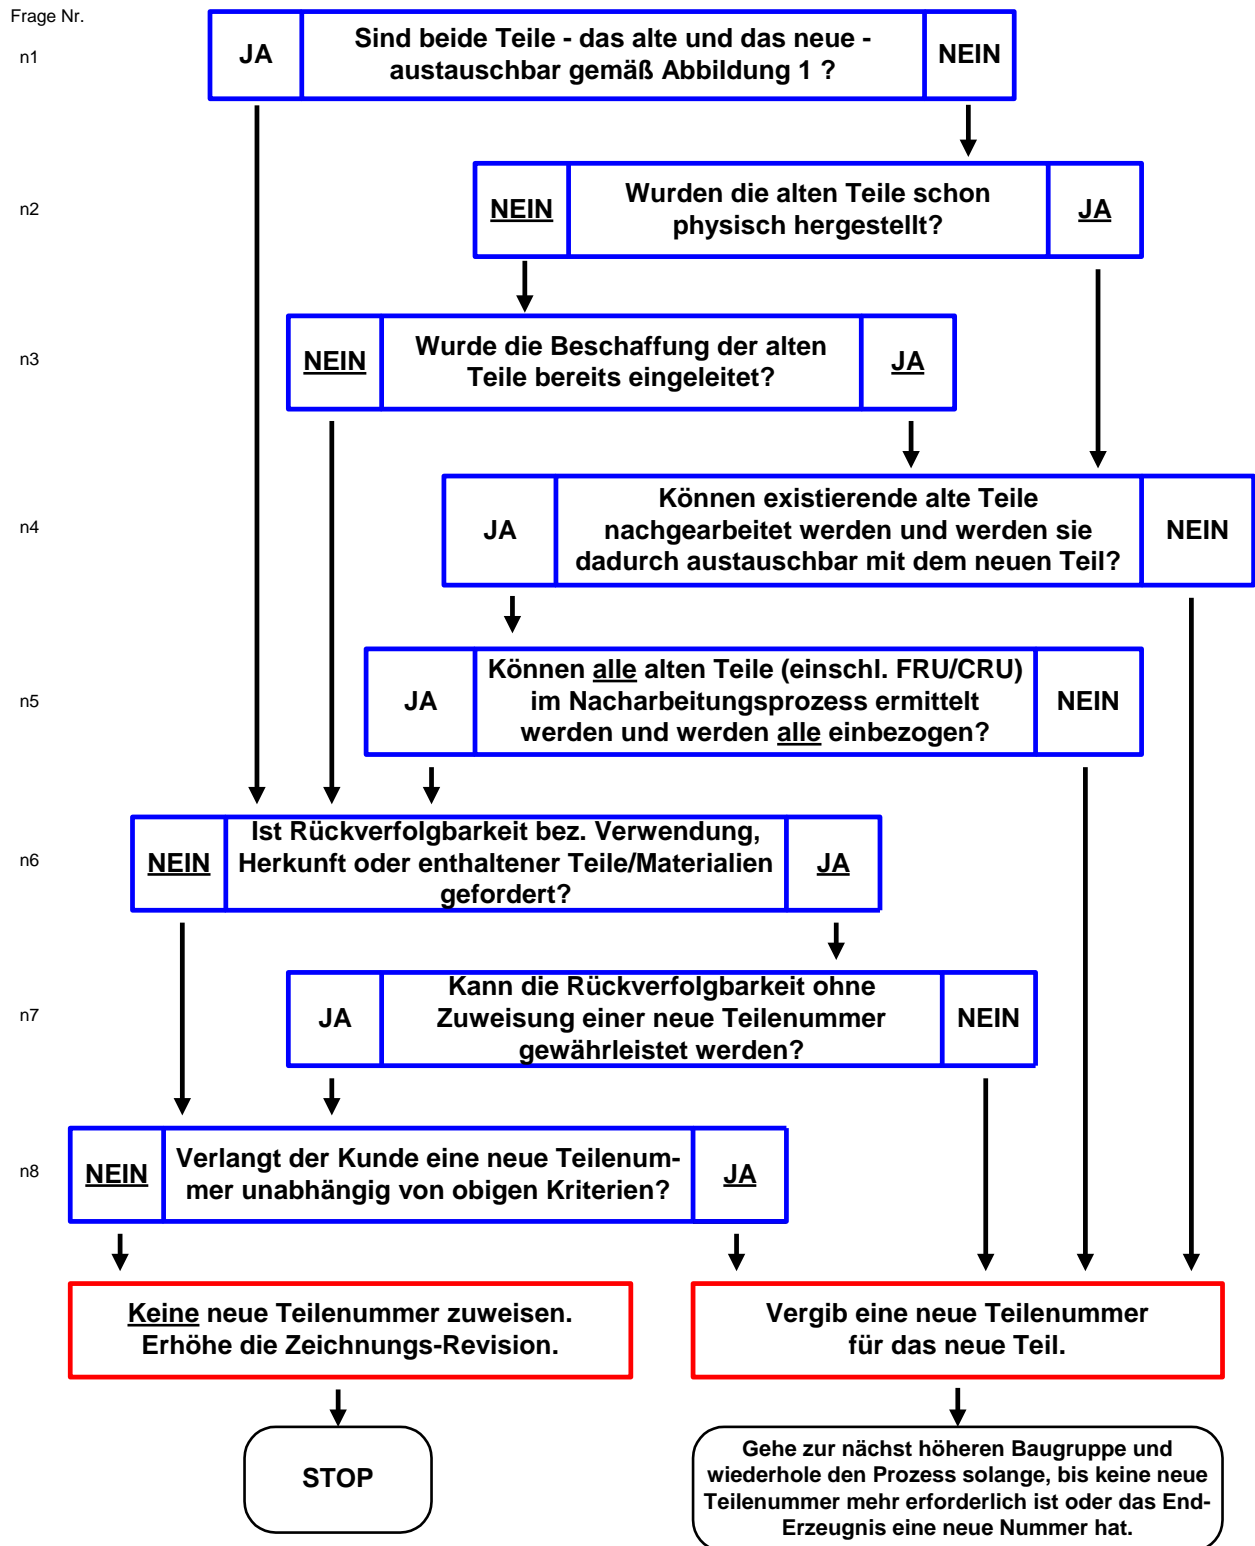 Frage Nr.
n1
JA
Sind beide Teile - das alte und das neue -
austauschbar gemäß Abbildung 1 ?
NEIN
n2
NEIN
Wurden die alten Teile schon
physisch hergestellt?
JA
n3
NEIN
Wurde die Beschaffung der alten
Teile bereits eingeleitet?
JA
n4
JA
Können existierende alte Teile
nachgearbeitet werden und werden sie
dadurch austauschbar mit dem neuen Teil?
NEIN
n5
JA
Können alle alten Teile (einschl. FRU/CRU)
im Nacharbeitungsprozess ermittelt
werden und werden alle einbezogen?
NEIN
n6
NEIN
Ist Rückverfolgbarkeit bez. Verwendung,
Herkunft oder enthaltener Teile/Materialien
gefordert?
JA
n7
JA
Kann die Rückverfolgbarkeit ohne
Zuweisung einer neue Teilenummer
gewährleistet werden?
NEIN
n8
NEIN
Verlangt der Kunde eine neue Teilenum-
mer unabhängig von obigen Kriterien?
JA
Keine neue Teilenummer zuweisen.
Erhöhe die Zeichnungs-Revision.
Vergib eine neue Teilenummer
für das neue Teil.
STOP
Gehe zur nächst höheren Baugruppe und
wiederhole den Prozess solange, bis keine neue
Teilenummer mehr erforderlich ist oder das End-
Erzeugnis eine neue Nummer hat.